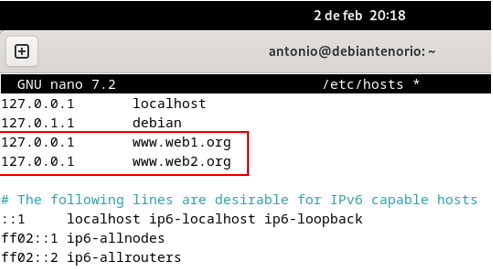 2 de feb 20:18
antonio@debiantenorio: ~
GNU nano 7.2 /etc/hosts *
127.0.0.1 localhost
127.0.1.1 debian
127.0.0.1 www.web1.org
127.0.0.1 www.web2.org
# The following lines are desirable for IPv6 capable hosts
::1 localhost ip6-localhost ip6-loopback
ff02::1 ip6-allnodes
ff02::2 ip6-allrouters